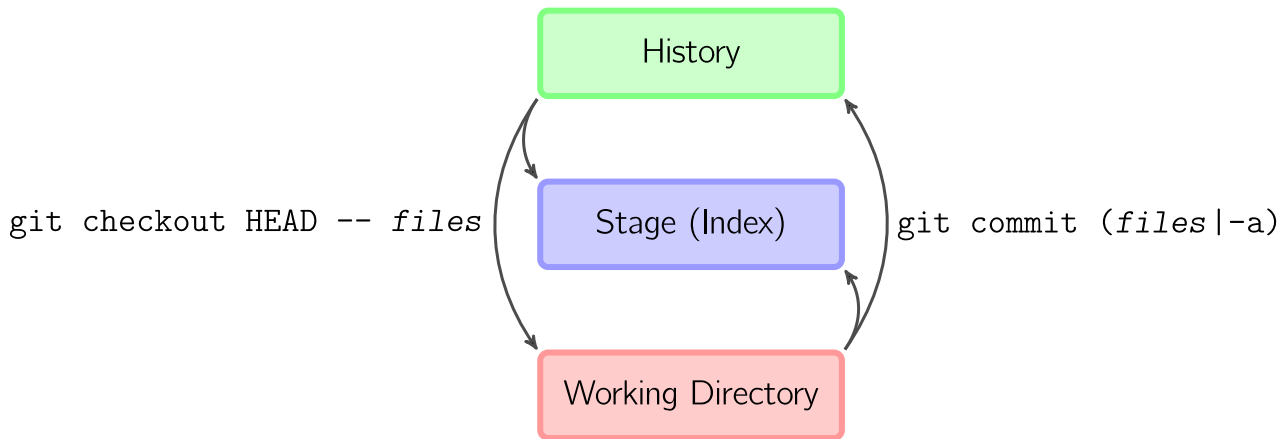 History
git checkout HEAD -- files
Stage (Index)
git commit (files|-a)
Working Directory